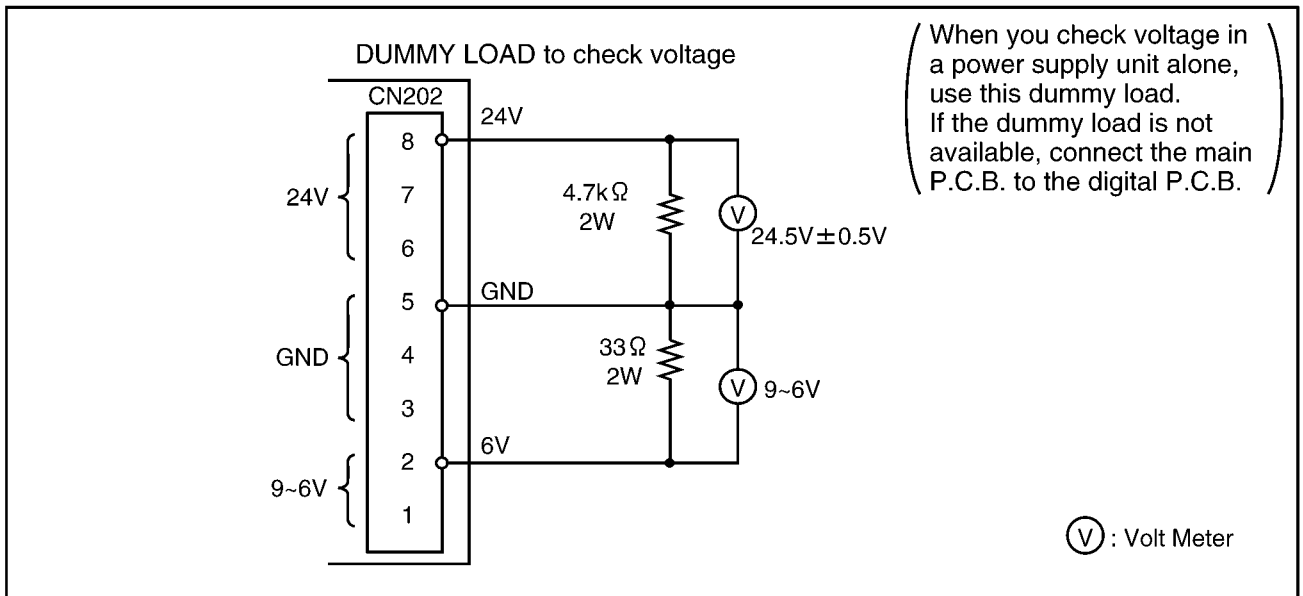 DUMMY LOAD to check voltage
When you check voltage in
a power supply unit alone,
use this dummy load.
If the dummy load is not
available, connect the main
P.C.B. to the digital P.C.B.
CN202
24V
8
24V
7
6
4.7kΩ
2W
V
24.5V±0.5V
5
GND
GND
4
3
33Ω
2W
V
9~6V
6V
2
9~6V
1
V : Volt Meter